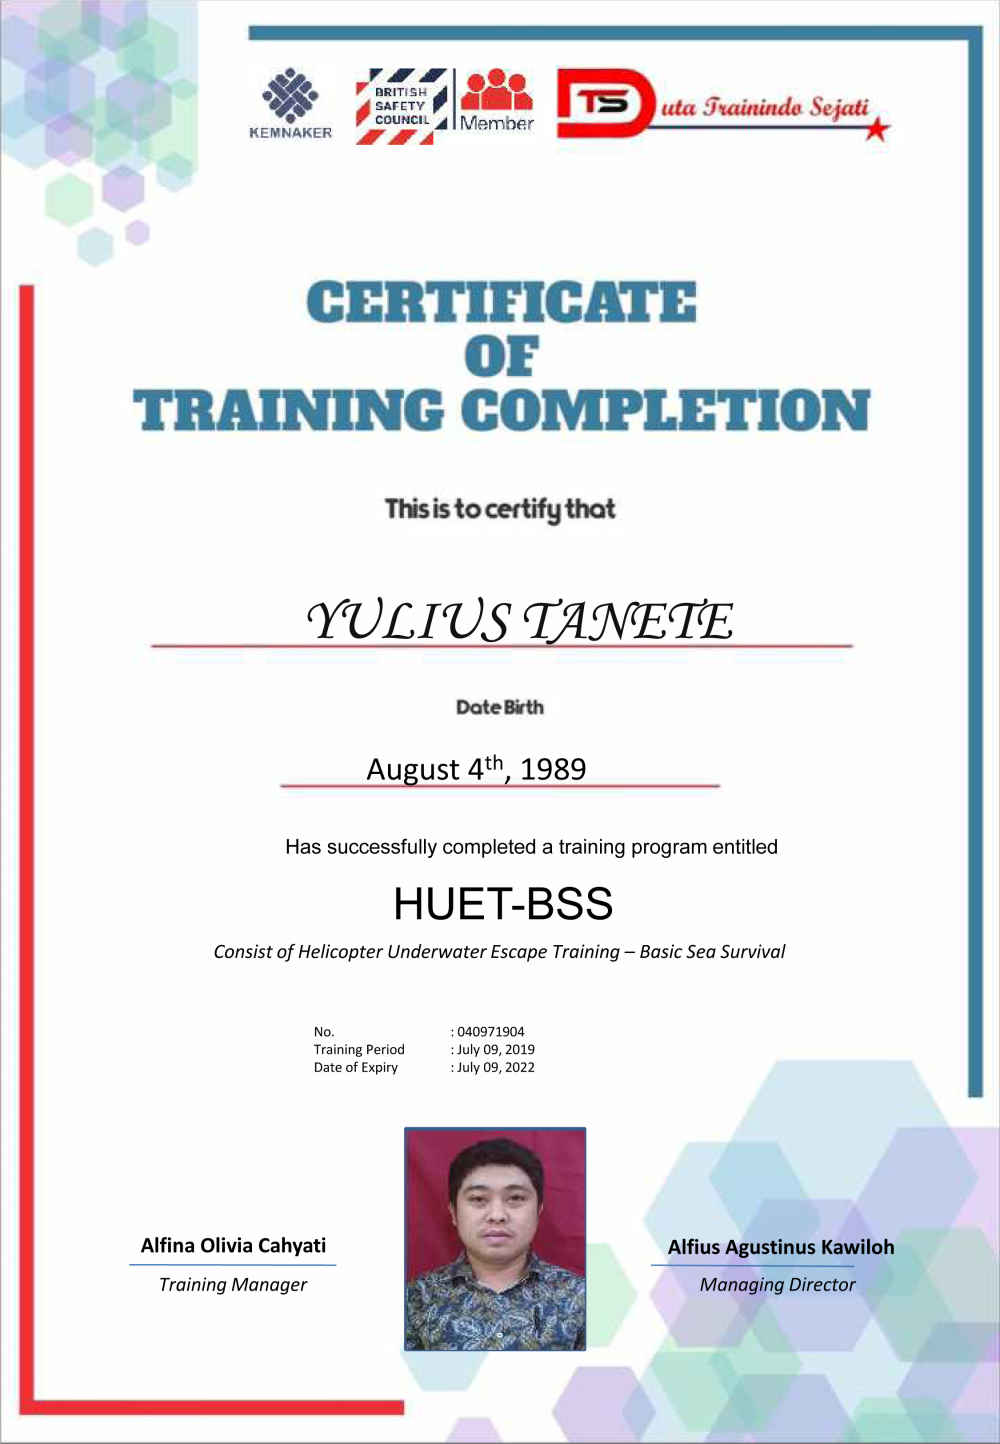 KEMNAKER
BRITISH
SAFETY
COUNCIL
Member
DTS uta Trainindo Sejati
CERTIFICATE
OF
TRAINING COMPLETION
This is to certify that
YULIUS TANETE
Date Birth
August 4th, 1989
Has successfully completed a training program entitled
HUET-BSS
Consist of Helicopter Underwater Escape Training – Basic Sea Survival
No. : 040971904
Training Period : July 09, 2019
Date of Expiry : July 09, 2022
Alfina Olivia Cahyati
Training Manager
Alfius Agustinus Kawiloh
Managing Director